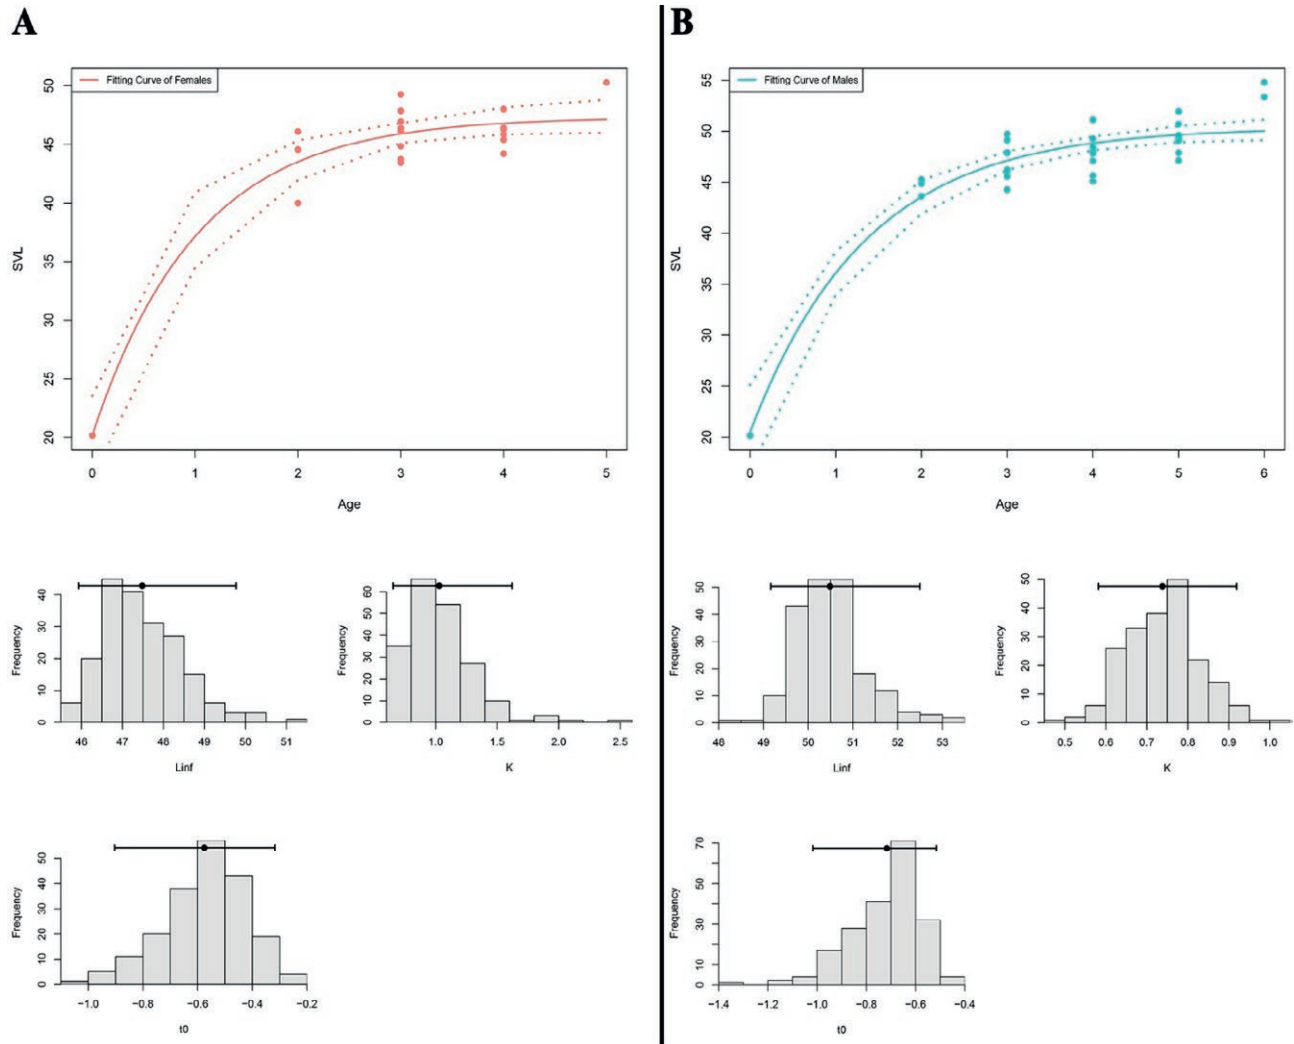 A
B
Fitting Curve of Females
SVL
50
45
40
35
30
25
20
0 1 2 3 4 5
Age
Fitting Curve of Males
SVL
55
50
45
40
35
30
25
20
0 1 2 3 4 5 6
Age
Frequency
40
30
20
10
0
46 47 48 49 50 51
Linf
Frequency
60
50
40
30
20
10
0
1.0 1.5 2.0 2.5
K
Frequency
50
40
30
20
10
0
48 49 50 51 52 53
Linf
Frequency
50
40
30
20
10
0
0.5 0.6 0.7 0.8 0.9 1.0
K
Frequency
50
40
30
20
10
0
−1.0 −0.8 −0.6 −0.4 −0.2
t0
Frequency
70
50
30
10
0
−1.4 −1.2 −1.0 −0.8 −0.6 −0.4
t0